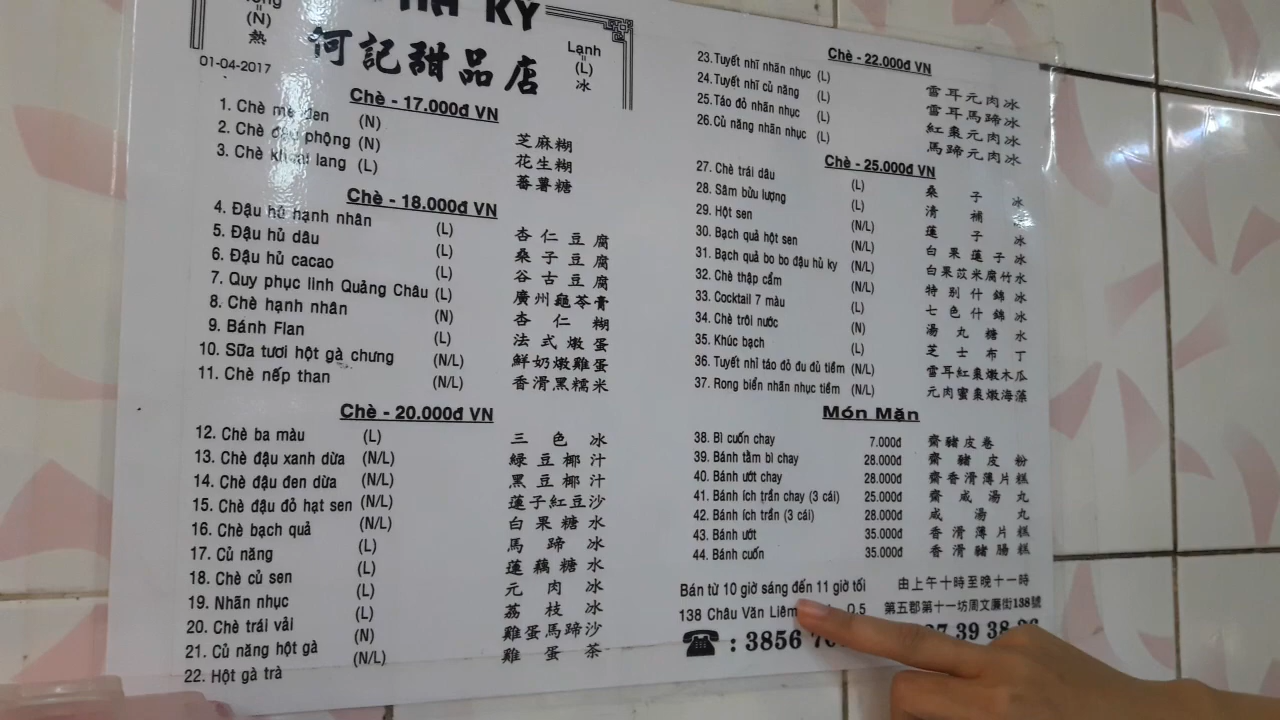 (N)
熱
HÀ KÝ
何記甜品店
Lạnh
(L)
冰
01-04-2017
Chè - 17.000đ VN
1. Chè mè đen (N) 芝麻糊
2. Chè đậu phộng (N) 花生糊
3. Chè khoai lang (L) 蕃薯糖
Chè - 18.000đ VN
4. Đậu hủ hạnh nhân (L) 杏仁豆腐
5. Đậu hủ dâu (L) 桑子豆腐
6. Đậu hủ cacao (L) 谷古豆腐
7. Quy phục linh Quảng Châu (L) 廣州龜苓膏
8. Chè hạnh nhân (N) 杏仁糊
9. Bánh Flan (L) 法式燉蛋
10. Sữa tươi hột gà chưng (N/L) 鮮奶燉雞蛋
11. Chè nếp than (N/L) 香滑黑糯米
Chè - 20.000đ VN
12. Chè ba màu (L) 三色冰
13. Chè đậu xanh dừa (N/L) 綠豆椰汁
14. Chè đậu đen dừa (N/L) 黑豆椰汁
15. Chè đậu đỏ hạt sen (N/L) 蓮子紅豆沙
16. Chè bạch quả (N/L) 白果糖水
17. Củ năng (L) 馬蹄冰
18. Chè củ sen (L) 蓮藕糖水
19. Nhãn nhục (L) 元肉冰
20. Chè trái vải (L) 荔枝冰
21. Củ năng hột gà (N) 雞蛋馬蹄沙
22. Hột gà trà (N/L) 雞蛋茶
Chè - 22.000đ VN
23. Tuyết nhĩ nhãn nhục (L) 雪耳元肉冰
24. Tuyết nhĩ củ năng (L) 雪耳馬蹄冰
25. Táo đỏ nhãn nhục (L) 紅棗元肉冰
26. Củ năng nhãn nhục (L) 馬蹄元肉冰
Chè - 25.000đ VN
27. Chè trái dâu (L) 桑子冰
28. Sâm bửu lượng (L) 清補冰
29. Hột sen (N/L) 蓮子冰
30. Bạch quả hột sen (N/L) 白果蓮子冰
31. Bạch quả bo bo đậu hủ ky (N/L) 白果苡米腐竹水
32. Chè thập cẩm (N/L) 特別什錦冰
33. Cocktail 7 màu (L) 七色什錦冰
34. Chè trôi nước (N) 湯丸糖水
35. Khúc bạch (L) 芝士布丁
36. Tuyết nhĩ táo đỏ đu đủ tiềm (N/L) 雪耳紅棗燉木瓜
37. Rong biển nhãn nhục tiềm (N/L) 元肉蜜棗燉海藻
Món Mặn
38. Bì cuốn chay 7.000đ 齋豬皮卷
39. Bánh tằm bì chay 28.000đ 齋豬皮粉
40. Bánh ướt chay 28.000đ 齋香滑薄片糕
41. Bánh ích trần chay (3 cái) 25.000đ 齋咸湯丸
42. Bánh ích trần (3 cái) 28.000đ 咸湯丸
43. Bánh ướt 35.000đ 香滑薄片糕
44. Bánh cuốn 35.000đ 香滑豬腸糕
Bán từ 10 giờ sáng đến 11 giờ tối 由上午十時至晚十一時
138 Châu Văn Liêm Q.5 第五郡第十一坊周文廉街138號
☎ : 3856 39 38